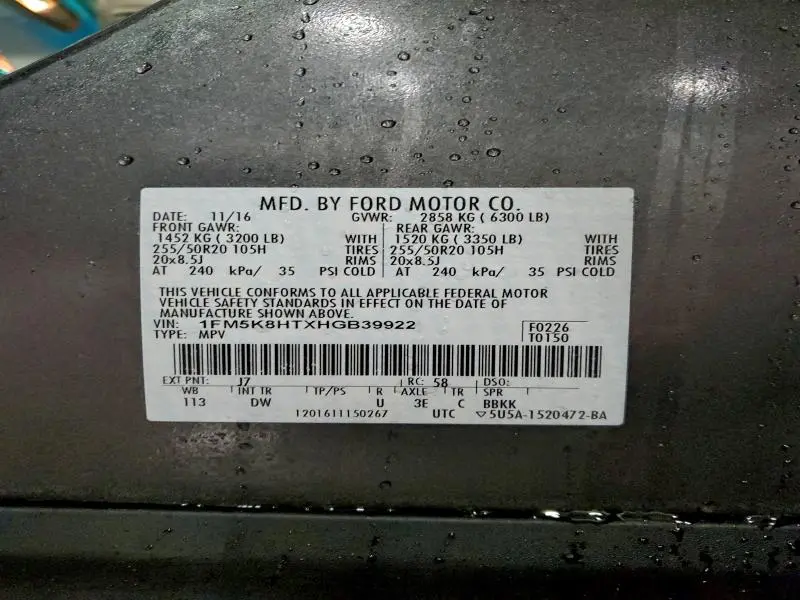 MFD. BY FORD MOTOR CO.
DATE: 11/16 GVWR: 2858 KG ( 6300 LB)
FRONT GAWR: REAR GAWR:
1452 KG ( 3200 LB) WITH 1520 KG ( 3350 LB) WITH
255/50R20 105H TIRES 255/50R20 105H TIRES
20x8.5J RIMS 20x8.5J RIMS
AT 240 kPa/ 35 PSI COLD AT 240 kPa/ 35 PSI COLD
THIS VEHICLE CONFORMS TO ALL APPLICABLE FEDERAL MOTOR
VEHICLE SAFETY STANDARDS IN EFFECT ON THE DATE OF
MANUFACTURE SHOWN ABOVE.
VIN: 1FM5K8HTXHGB39922 F0226
TYPE: MPV T0150
EXT PNT: J7 RC: 58 DSO:
WB INT TR TP/PS R AXLE TR SPR
113 DW U 3E C BBKK
1201611150267 UTC ▽5U5A-1520472-BA